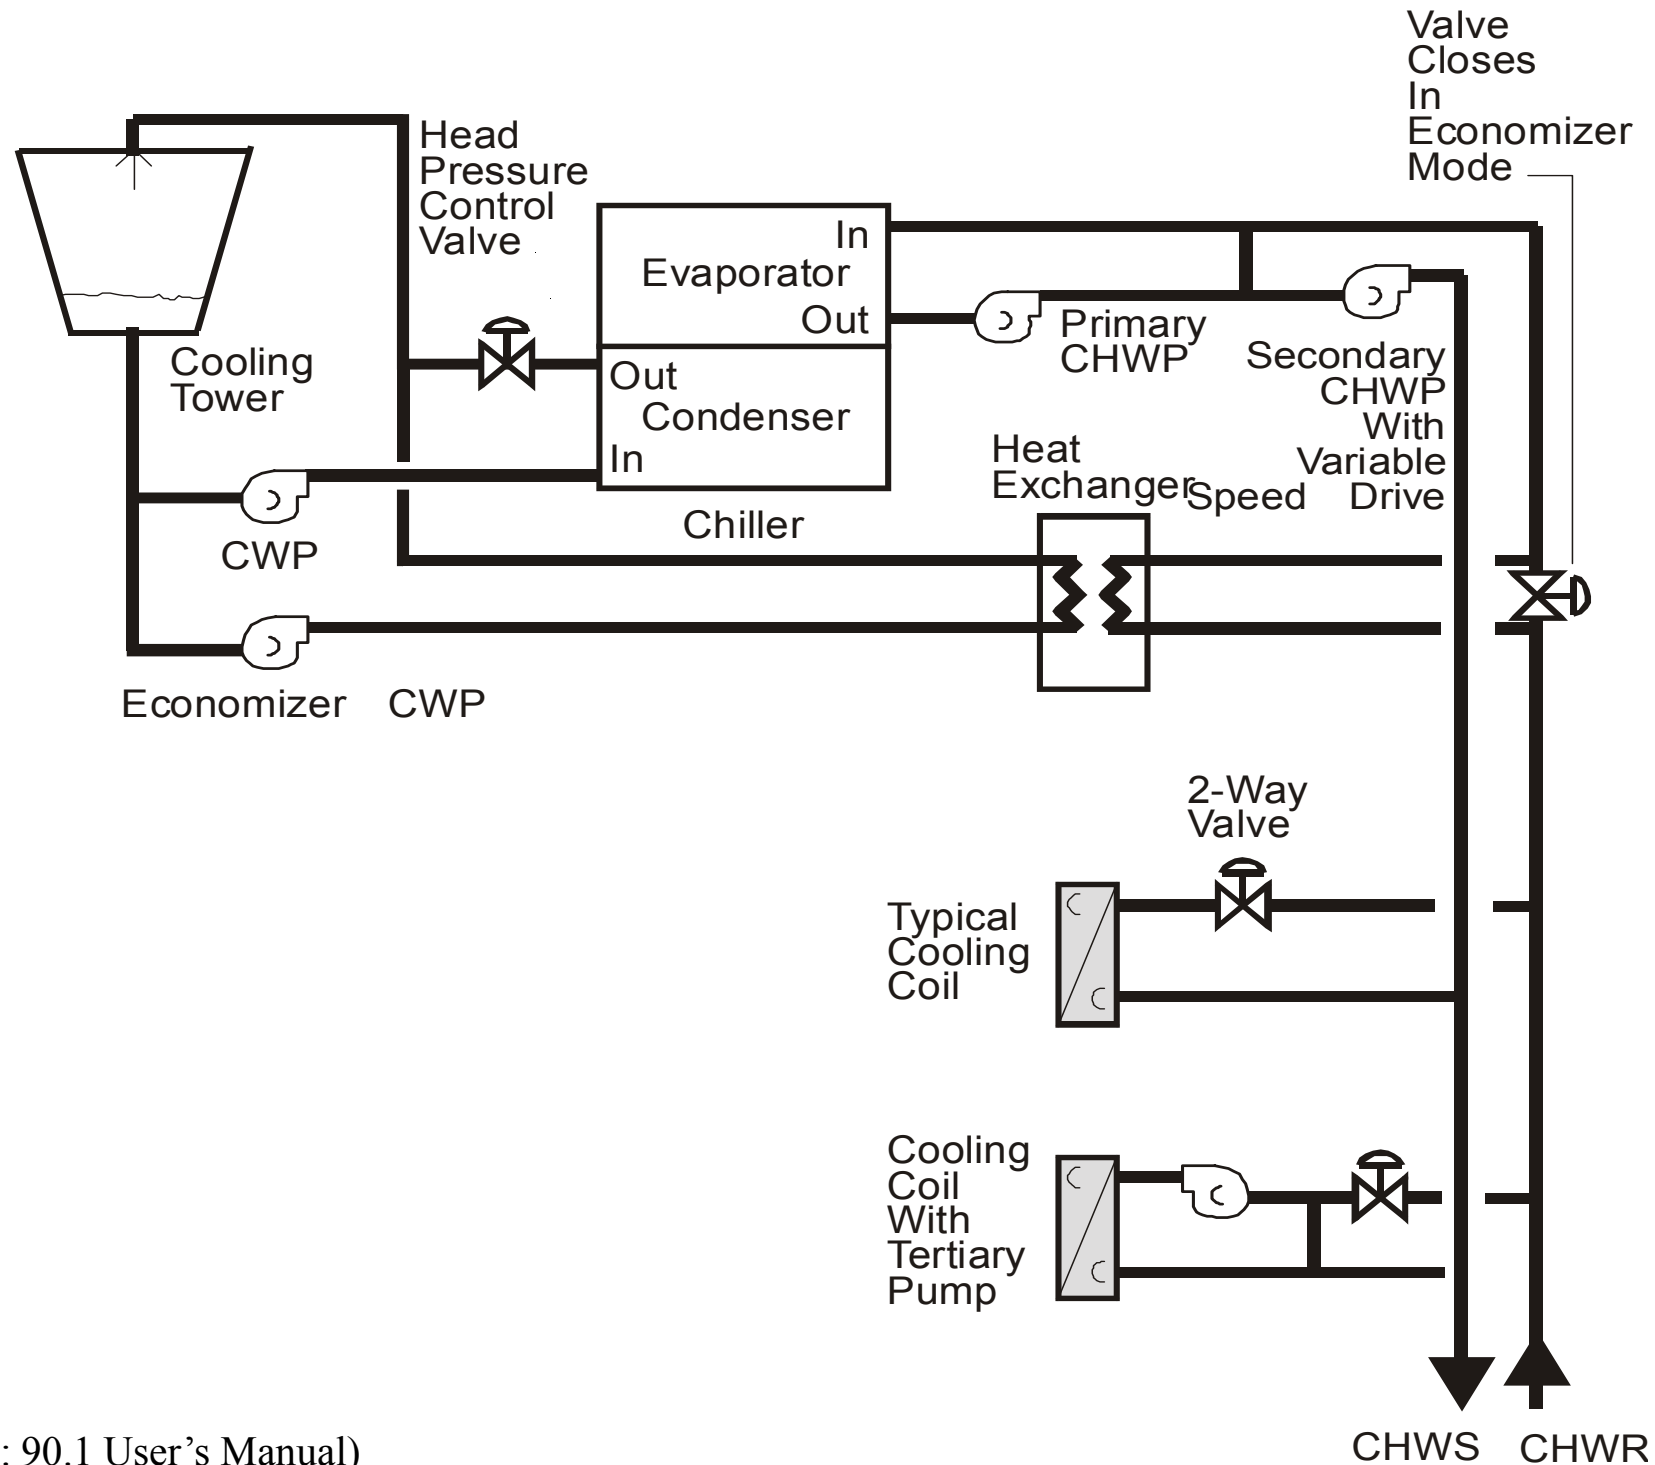 Valve
Closes
In
Economizer
Mode
Head
Pressure
Control
Valve
In
Evaporator
Out
Out
Condenser
In
Chiller
Cooling
Tower
CWP
Economizer CWP
Primary
CHWP
Secondary
CHWP
With
Variable
Speed Drive
Heat
Exchanger
2-Way
Valve
Typical
Cooling
Coil
Cooling
Coil
With
Tertiary
Pump
CHWS
CHWR
: 90.1 User's Manual)